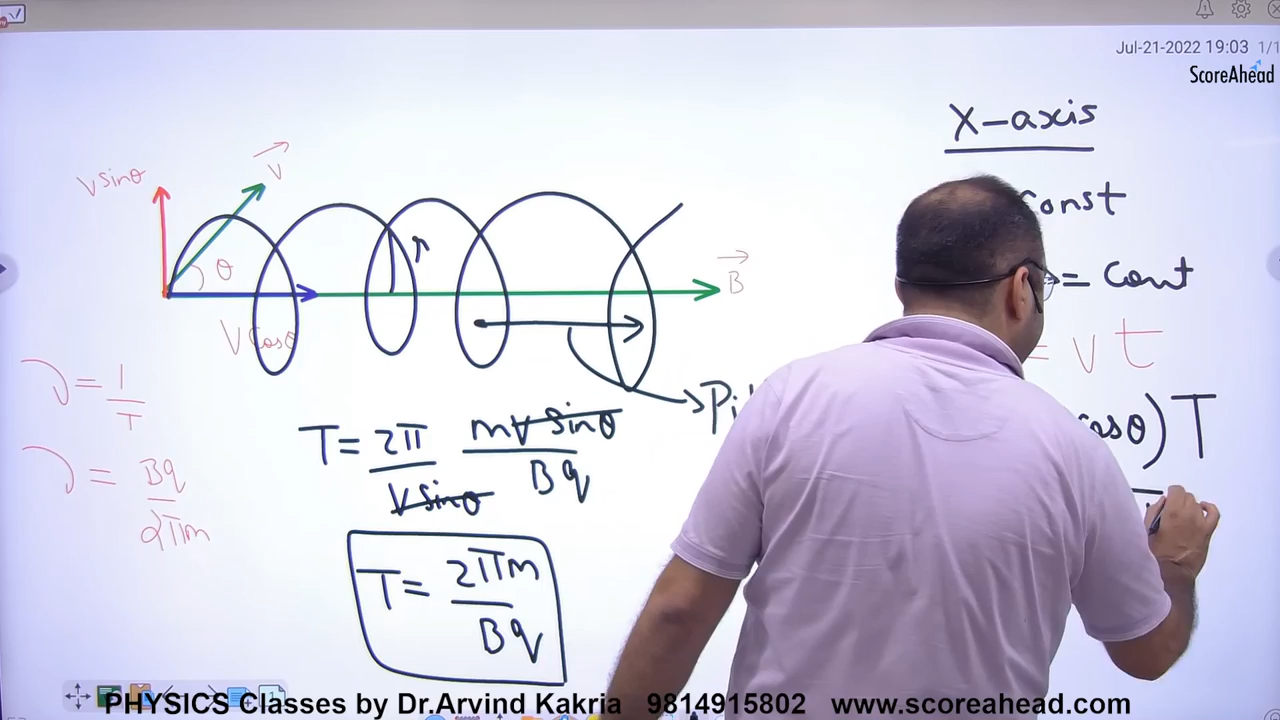 Jul-21-2022 19:03 1/1
ScoreAhead
X-axis
const
= cont
= v t
cosθ) T
v sinθ
V
θ
r
B
V cosθ
ν = 1/T
ν = Bq/2πm
T = 2π/v sinθ mv sinθ/Bq
T = 2πm/Bq
PHYSICS Classes by Dr.Arvind Kakria 9814915802 www.scoreahead.com